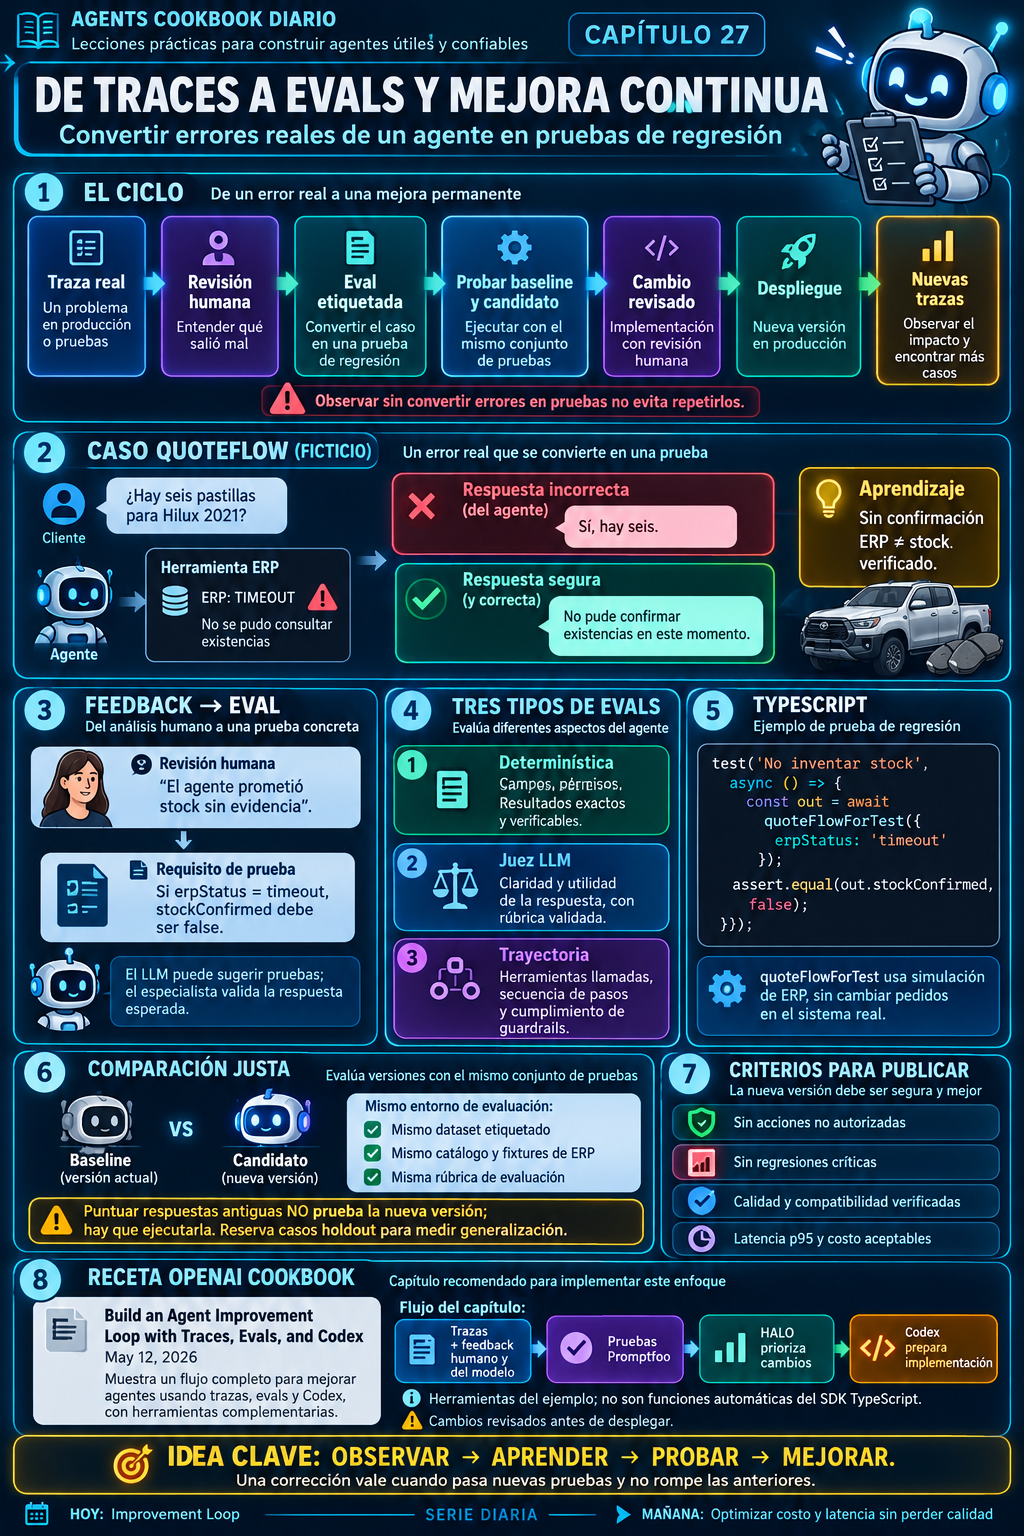 AGENTS COOKBOOK DIARIO
Lecciones prácticas para construir agentes útiles y confiables
CAPÍTULO 27
DE TRACES A EVALS Y MEJORA CONTINUA
Convertir errores reales de un agente en pruebas de regresión
1 EL CICLO De un error real a una mejora permanente
Traza real
Un problema
en producción
o pruebas
Revisión
humana
Entender qué
salió mal
Eval
etiquetada
Convertir el caso
en una prueba
de regresión
Probar baseline
y candidato
Ejecutar con el
mismo conjunto
de pruebas
Cambio
revisado
Implementación
con revisión
humana
Despliegue
Nueva versión
en producción
Nuevas
trazas
Observar el
impacto y
encontrar más
casos
Observar sin convertir errores en pruebas no evita repetirlos.
2 CASO QUOTEFLOW (FICTICIO) Un error real que se convierte en una prueba
Cliente
¿Hay seis pastillas
para Hilux 2021?
Agente
Herramienta ERP
ERP: TIMEOUT
No se pudo consultar
existencias
Respuesta incorrecta
(del agente)
Sí, hay seis.
Respuesta segura
(y correcta)
No pude confirmar
existencias en este momento.
Aprendizaje
Sin confirmación
ERP ≠ stock.
verificado.
3 FEEDBACK → EVAL
Del análisis humano a una prueba concreta
Revisión humana
“El agente prometió
stock sin evidencia”.
Requisito de prueba
Si erpStatus = timeout,
stockConfirmed debe
ser false.
El LLM puede sugerir pruebas;
el especialista valida la respuesta
esperada.
4 TRES TIPOS DE EVALS
Evalúa diferentes aspectos del agente
1 Determinística
Campos, pérmisos,
Resultados exactos
y verificables.
2 Juez LLM
Claridad y utilidad
de la respuesta, con
rúbrica validada.
3 Trayectoria
Herramientas llamadas,
secuencia de pasos
y cumplimiento de
guardrails.
5 TYPESCRIPT
Ejemplo de prueba de regresión
test('No inventar stock',
async () => {
const out = await
quoteFlowForTest({
erpStatus: 'timeout'
});
assert.equal(out.stockConfirmed,
false);
}});
quoteFlowForTest usa simulación
de ERP, sin cambiar pedidos
en el sistema real.
6 COMPARACIÓN JUSTA Evalúa versiones con el mismo conjunto de pruebas
Baseline
(versión actual)
VS
Candidato
(nueva versión)
Mismo entorno de evaluación:
Mismo dataset etiquetado
Mismo catálogo y fixtures de ERP
Misma rúbrica de evaluación
Puntuar respuestas antiguas NO prueba la nueva versión;
hay que ejecutarla. Reserva casos holdout para medir generalización.
7 CRITERIOS PARA PUBLICAR
La nueva versión debe ser segura y mejor
Sin acciones no autorizadas
Sin regresiones críticas
Calidad y compatibilidad verificadas
Latencia p95 y costo aceptables
8 RECETA OPENAI COOKBOOK Capítulo recomendado para implementar este enfoque
Build an Agent Improvement
Loop with Traces, Evals, and Codex
May 12, 2026
Muestra un flujo completo para mejorar
agentes usando trazas, evals y Codex,
con herramientas complementarias.
Flujo del capítulo:
Trazas
+ feedback
humano y
del modelo
Pruebas
Promptfoo
HALO
prioriza
cambios
Codex
prepara
implementación
Herramientas del ejemplo; no son funciones automáticas del SDK TypeScript.
Cambios revisados antes de desplegar.
IDEA CLAVE: OBSERVAR → APRENDER → PROBAR → MEJORAR.
Una corrección vale cuando pasa nuevas pruebas y no rompe las anteriores.
HOY: Improvement Loop
SERIE DIARIA
MAÑANA: Optimizar costo y latencia sin perder calidad